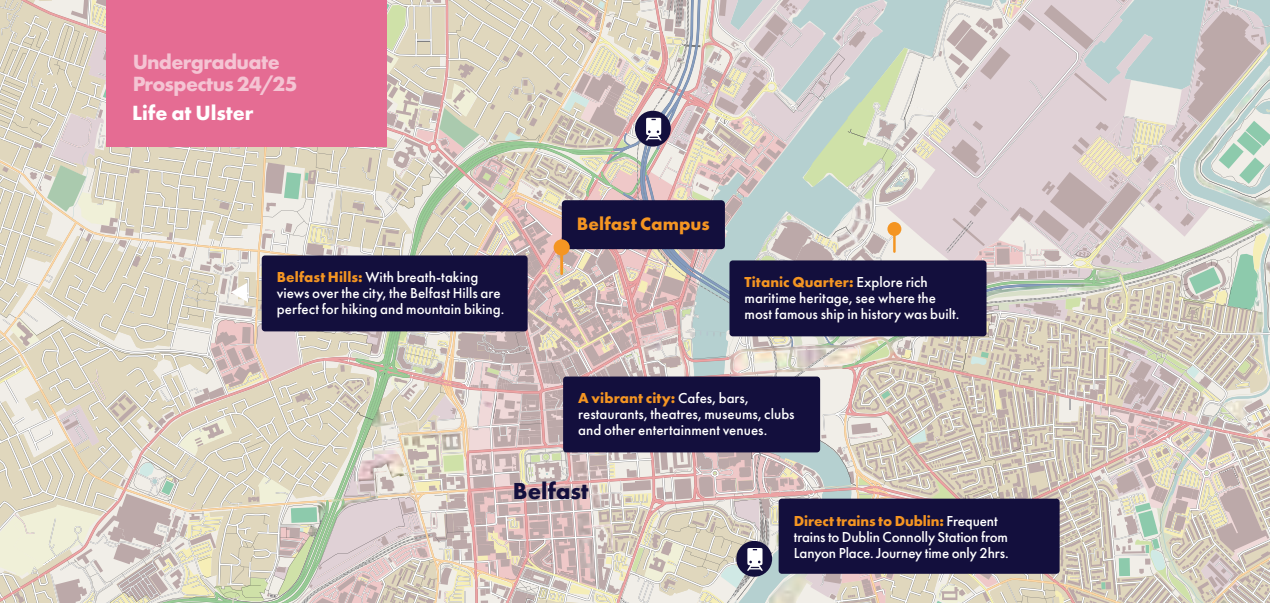 Undergraduate
Prospectus 24/25
Life at Ulster
Belfast Campus
Belfast Hills: With breath-taking
views over the city, the Belfast Hills are
perfect for hiking and mountain biking.
Titanic Quarter: Explore rich
maritime heritage, see where the
most famous ship in history was built.
A vibrant city: Cafes, bars,
restaurants, theatres, museums, clubs
and other entertainment venues.
Belfast
Direct trains to Dublin: Frequent
trains to Dublin Connolly Station from
Lanyon Place. Journey time only 2hrs.